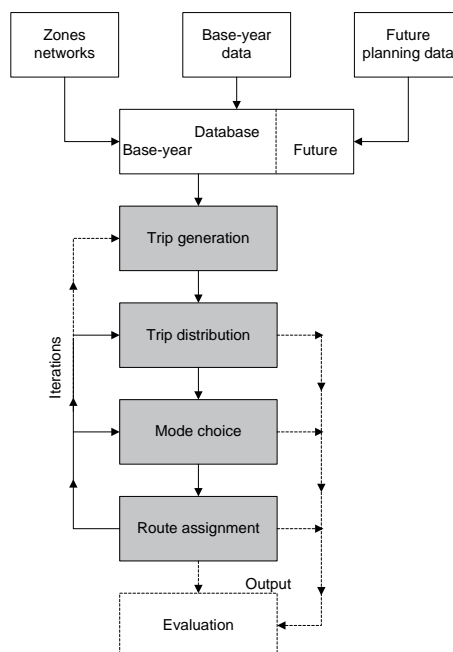 Zones
networks
Base-year
data
Future
planning data
Database
Base-year
Future
Trip generation
Trip distribution
Iterations
Mode choice
Route assignment
Output
Evaluation